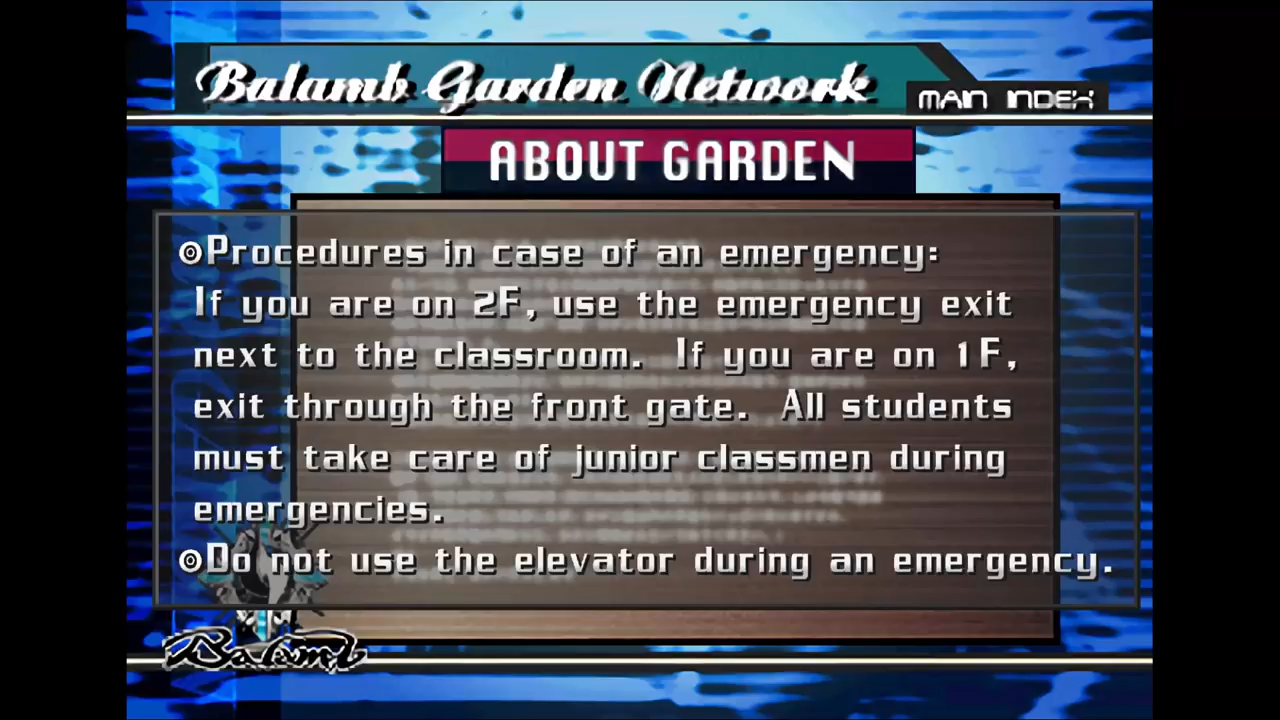 Balamb Garden Network
MAIN INDEX
ABOUT GARDEN
◎Procedures in case of an emergency:
If you are on 2F, use the emergency exit
next to the classroom. If you are on 1F,
exit through the front gate. All students
must take care of junior classmen during
emergencies.
◎Do not use the elevator during an emergency.
Balamb